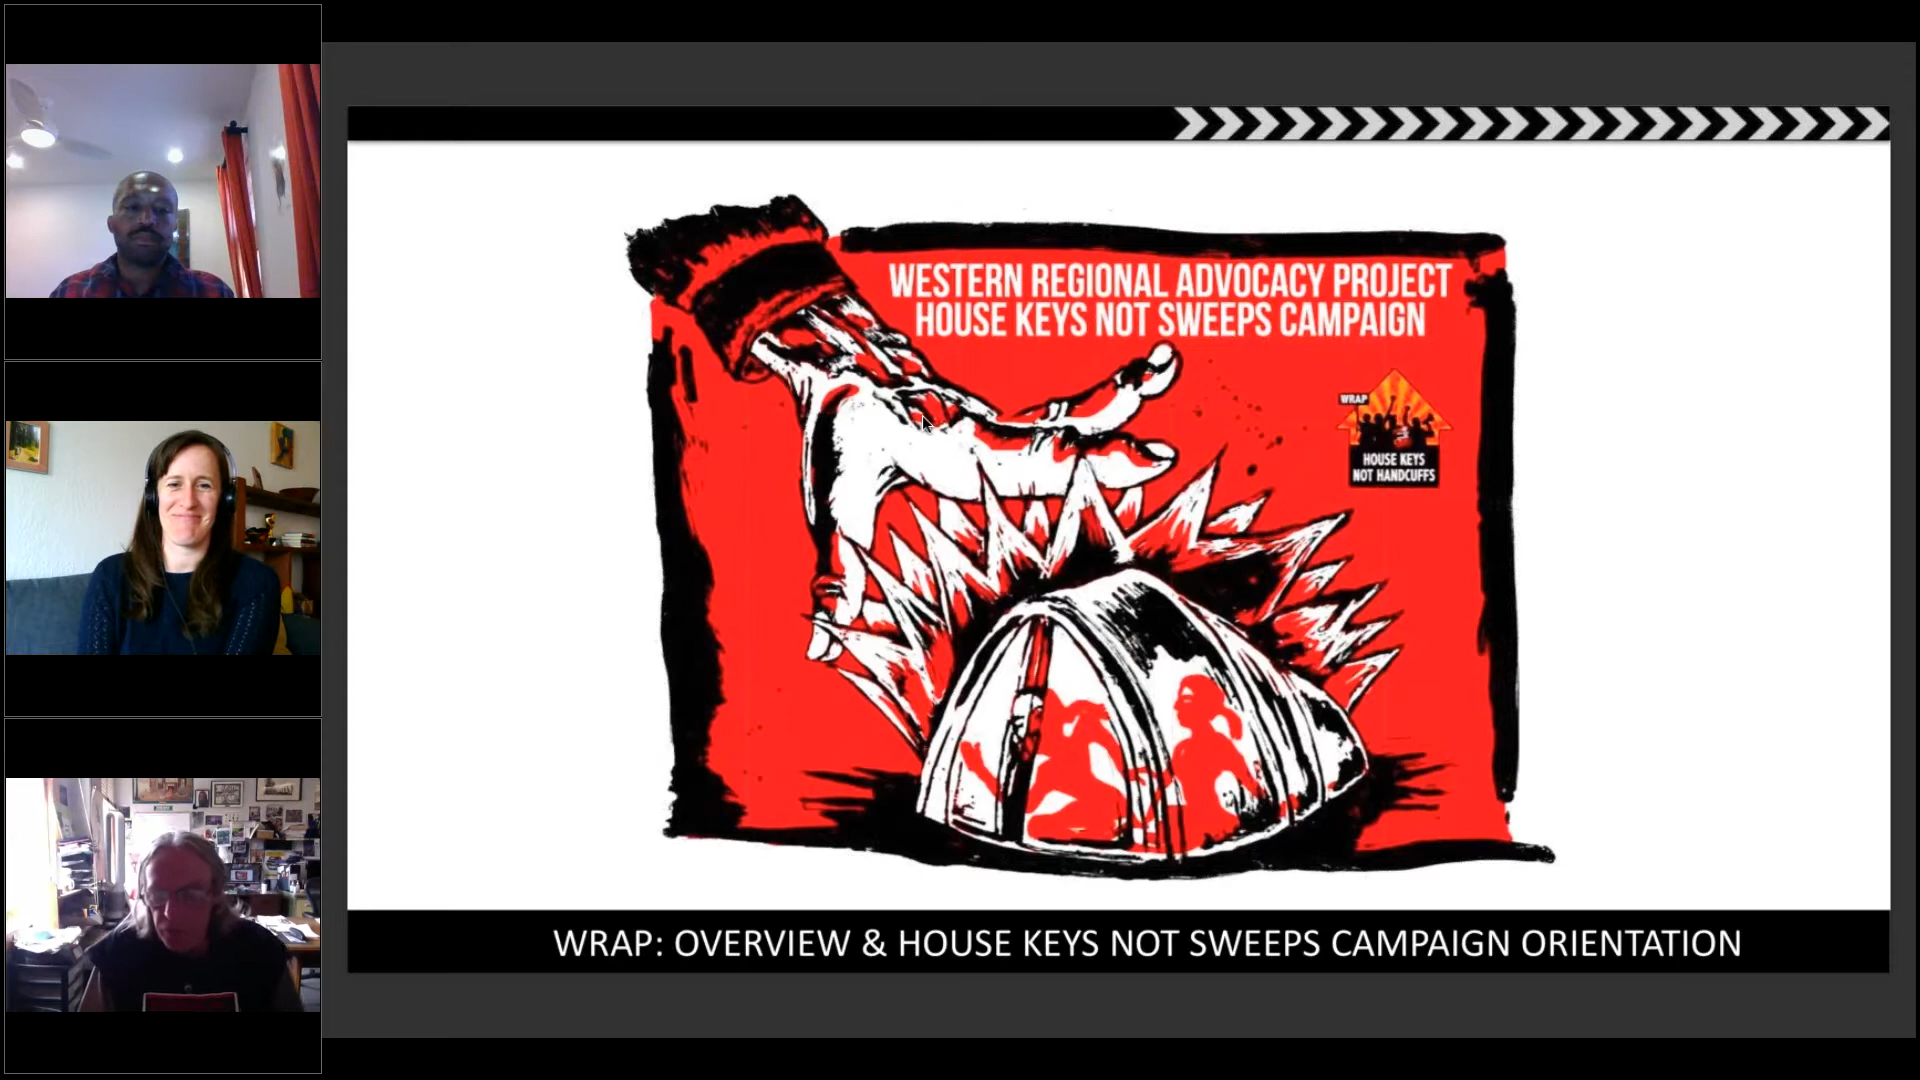 WESTERN REGIONAL ADVOCACY PROJECT
HOUSE KEYS NOT SWEEPS CAMPAIGN
WRAP
HOUSE KEYS
NOT HANDCUFFS
WRAP: OVERVIEW & HOUSE KEYS NOT SWEEPS CAMPAIGN ORIENTATION